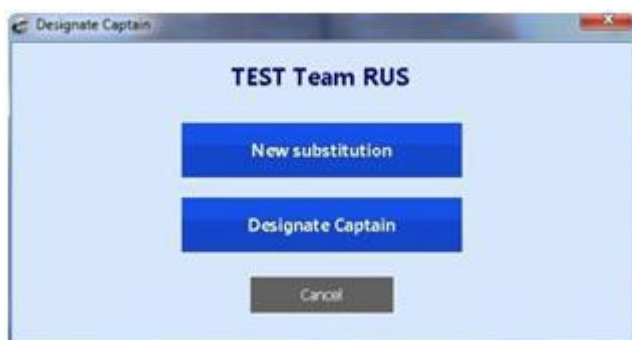 Designate Captain
TEST Team RUS
New substitution
Designate Captain
Cancel